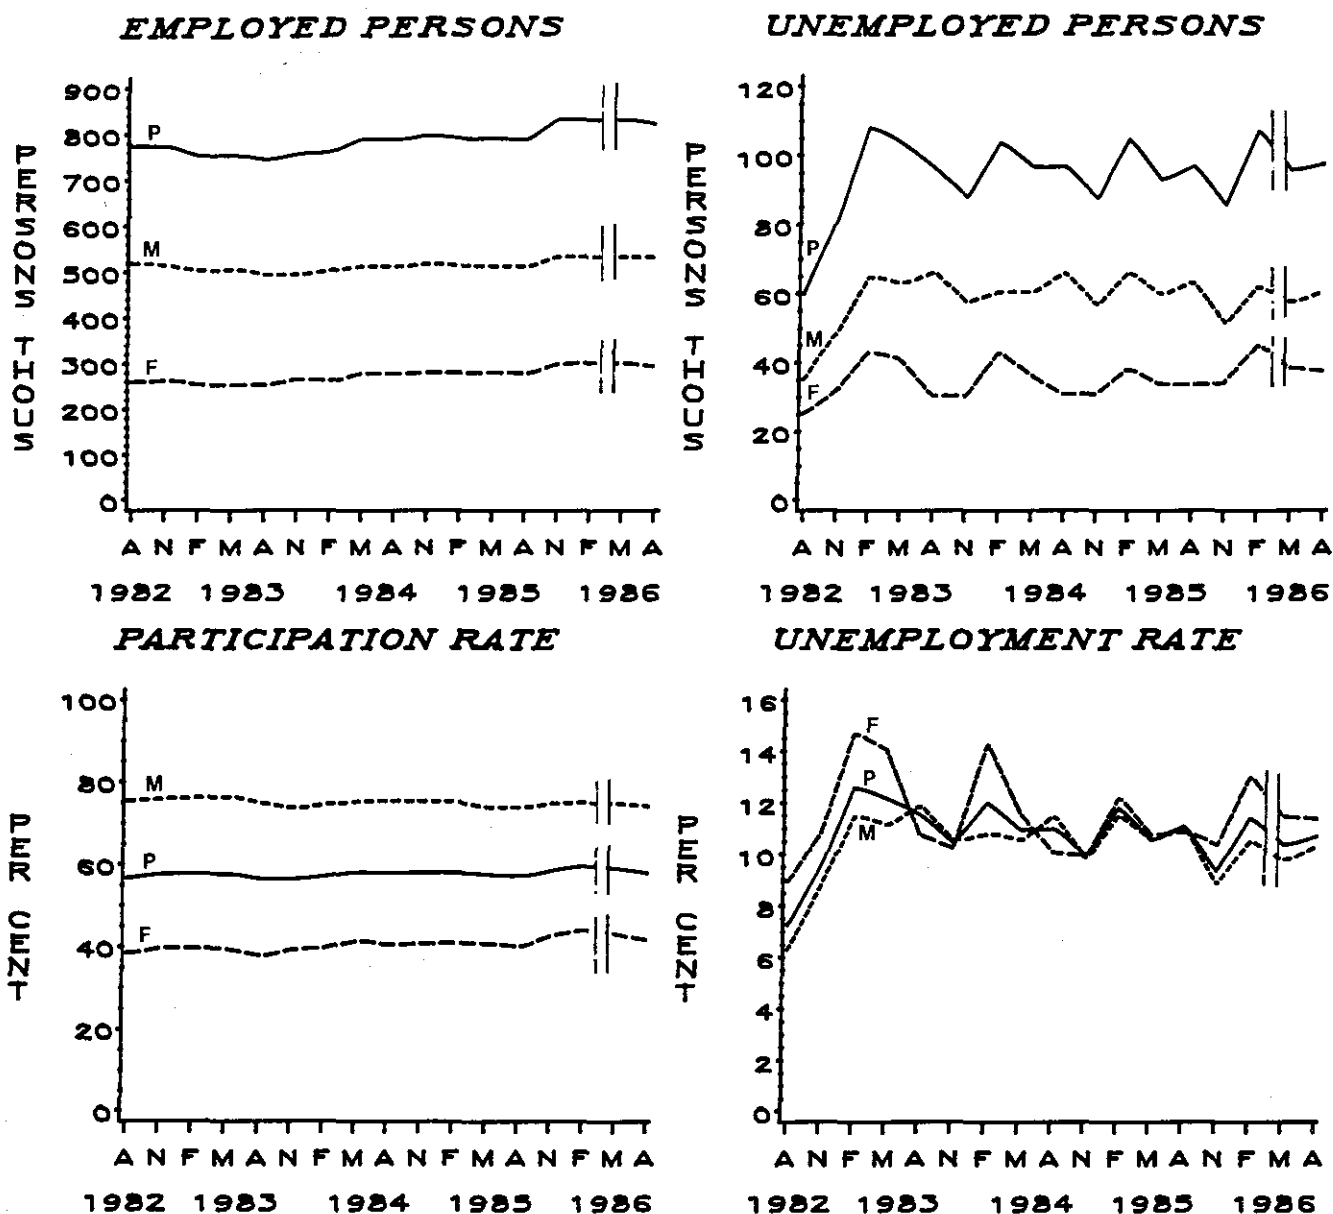 EMPLOYED PERSONS
PERSONS THOUS
900
800
700
600
500
400
300
200
100
0
P
M
F
A N F M A N F M A N F M A N F M A
1982 1983 1984 1985 1986
UNEMPLOYED PERSONS
PERSONS THOUS
120
100
80
60
40
20
0
P
M
F
A N F M A N F M A N F M A N F M A
1982 1983 1984 1985 1986
PARTICIPATION RATE
PER CENT
100
80
60
40
20
0
M
P
F
A N F M A N F M A N F M A N F M A
1982 1983 1984 1985 1986
UNEMPLOYMENT RATE
PER CENT
16
14
12
10
8
6
4
2
0
F
P
M
A N F M A N F M A N F M A N F M A
1982 1983 1984 1985 1986